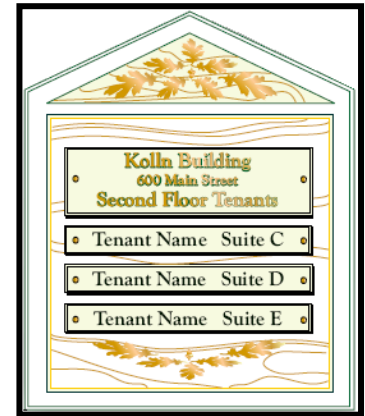 Kolln Building
600 Main Street
Second Floor Tenants
Tenant Name Suite C
Tenant Name Suite D
Tenant Name Suite E